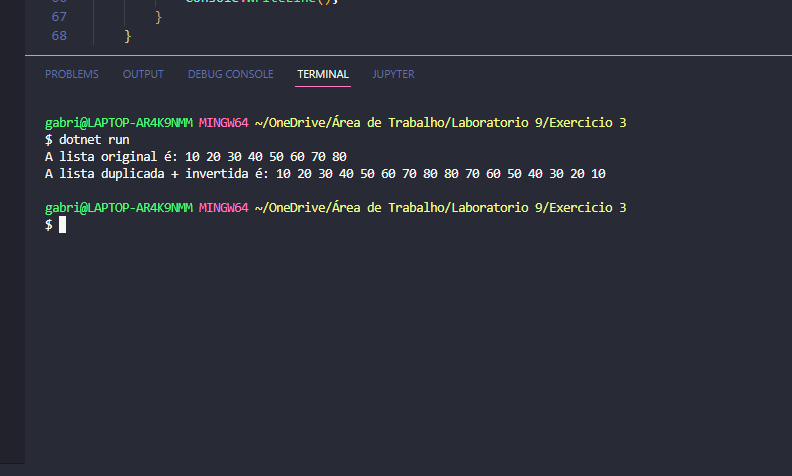 Console.WriteLine();
67 }
68 }
PROBLEMS OUTPUT DEBUG CONSOLE TERMINAL JUPYTER
gabri@LAPTOP-AR4K9NMM MINGW64 ~/OneDrive/Área de Trabalho/Laboratorio 9/Exercicio 3
$ dotnet run
A lista original é: 10 20 30 40 50 60 70 80
A lista duplicada + invertida é: 10 20 30 40 50 60 70 80 80 70 60 50 40 30 20 10
gabri@LAPTOP-AR4K9NMM MINGW64 ~/OneDrive/Área de Trabalho/Laboratorio 9/Exercicio 3
$